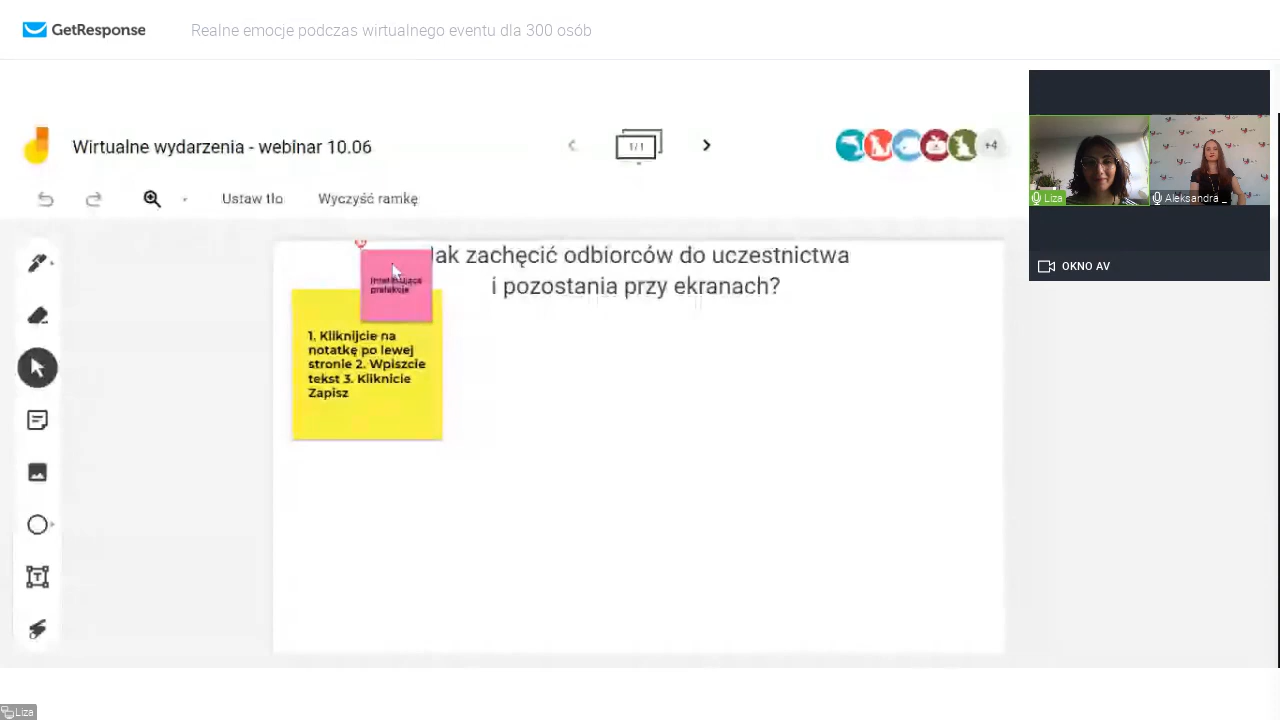 GetResponse
Realne emocje podczas wirtualnego eventu dla 300 osób
Wirtualne wydarzenia - webinar 10.06
1/1
+4
Ustaw tło
Wyczyść ramkę
Jak zachęcić odbiorców do uczestnictwa
i pozostania przy ekranach?
prelekcje
1. Kliknijcie na
notatkę po lewej
stronie 2. Wpiszcie
tekst 3. Kliknicie
Zapisz
Liza
Aleksandra _
OKNO AV
Liza